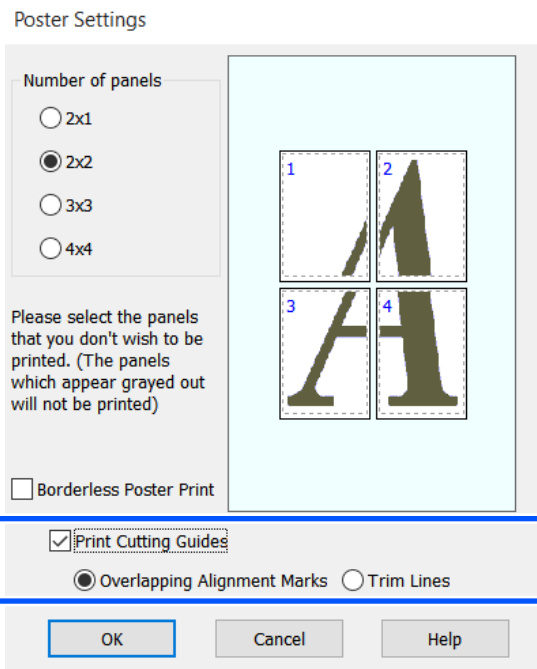 Poster Settings
Number of panels
2x1
2x2
3x3
4x4
1
2
3
4
Please select the panels
that you don't wish to be
printed. (The panels
which appear grayed out
will not be printed)
Borderless Poster Print
Print Cutting Guides
Overlapping Alignment Marks Trim Lines
OK Cancel Help